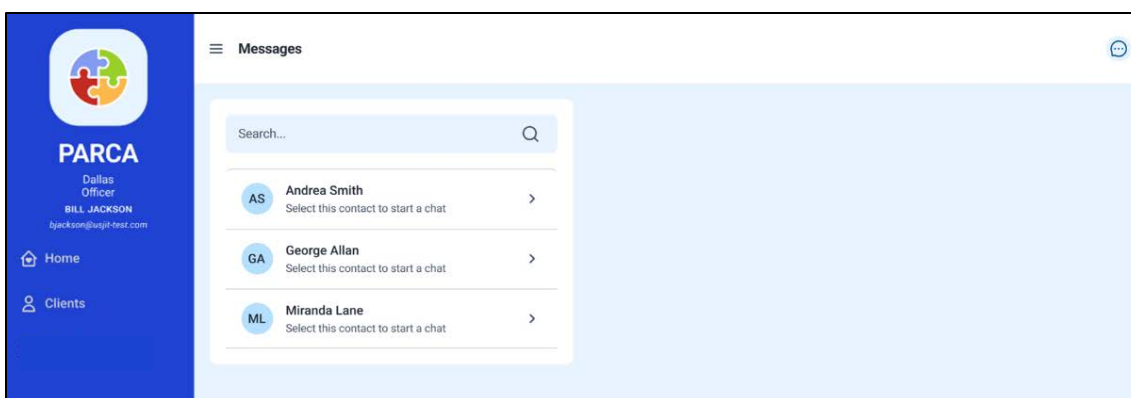 PARCA
Dallas
Officer
BILL JACKSON
bjackson@usjit-test.com
Home
Clients
Messages
Search...
AS
Andrea Smith
Select this contact to start a chat
GA
George Allan
Select this contact to start a chat
ML
Miranda Lane
Select this contact to start a chat